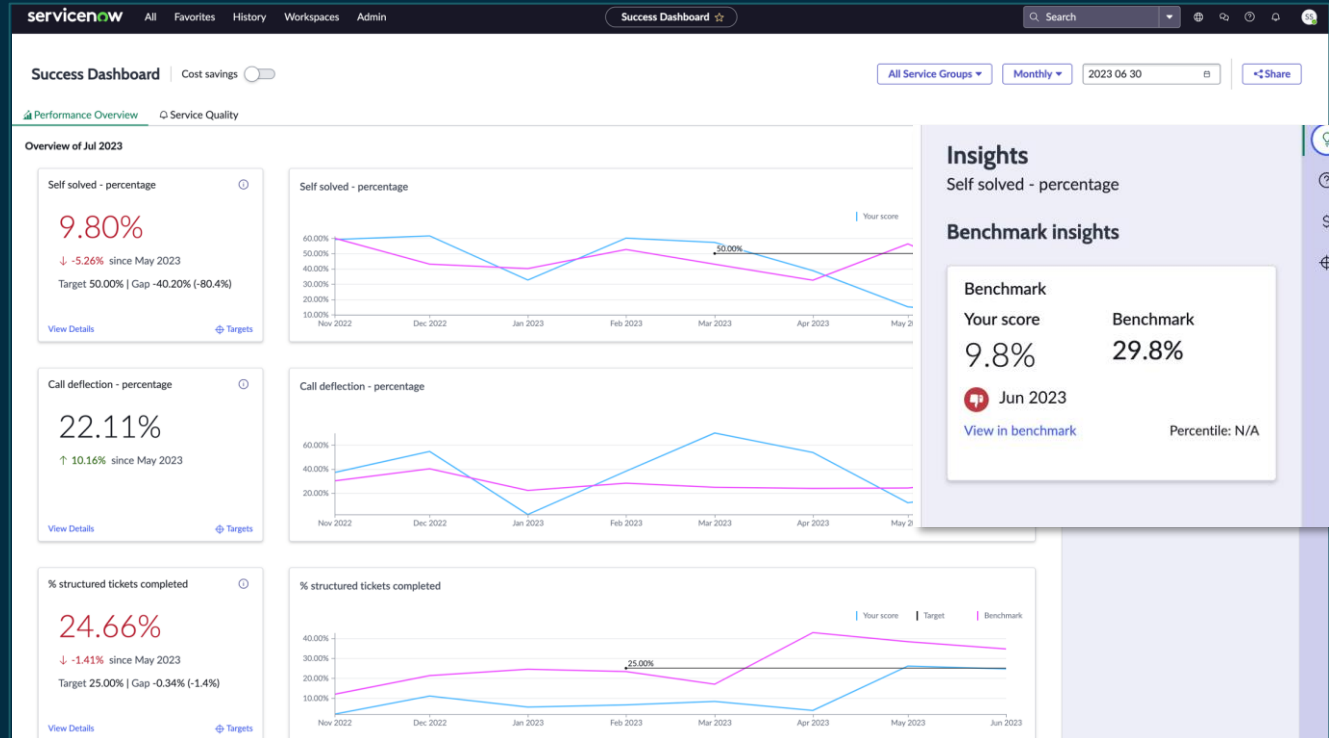 servicenow All Favorites History Workspaces Admin Success Dashboard ☆ Search SS
Success Dashboard Cost savings All Service Groups Monthly 2023 06 30 Share
Performance Overview Service Quality
Overview of Jul 2023
Self solved - percentage
9.80%
↓ -5.26% since May 2023
Target 50.00% | Gap -40.20% (-80.4%)
View Details Targets
Self solved - percentage
Your score
60.00%
50.00%
50.00%
40.00%
30.00%
20.00%
10.00%
Nov 2022 Dec 2022 Jan 2023 Feb 2023 Mar 2023 Apr 2023 May 2
Insights
Self solved - percentage
Benchmark insights
Benchmark
Your score Benchmark
9.8% 29.8%
Jun 2023
View in benchmark Percentile: N/A
Call deflection - percentage
22.11%
↑ 10.16% since May 2023
View Details Targets
Call deflection - percentage
60.00%
40.00%
20.00%
Nov 2022 Dec 2022 Jan 2023 Feb 2023 Mar 2023 Apr 2023 May 2
% structured tickets completed
24.66%
↓ -1.41% since May 2023
Target 25.00% | Gap -0.34% (-1.4%)
View Details Targets
% structured tickets completed
Your score Target Benchmark
40.00%
30.00%
25.00%
20.00%
10.00%
Nov 2022 Dec 2022 Jan 2023 Feb 2023 Mar 2023 Apr 2023 May 2023 Jun 2023